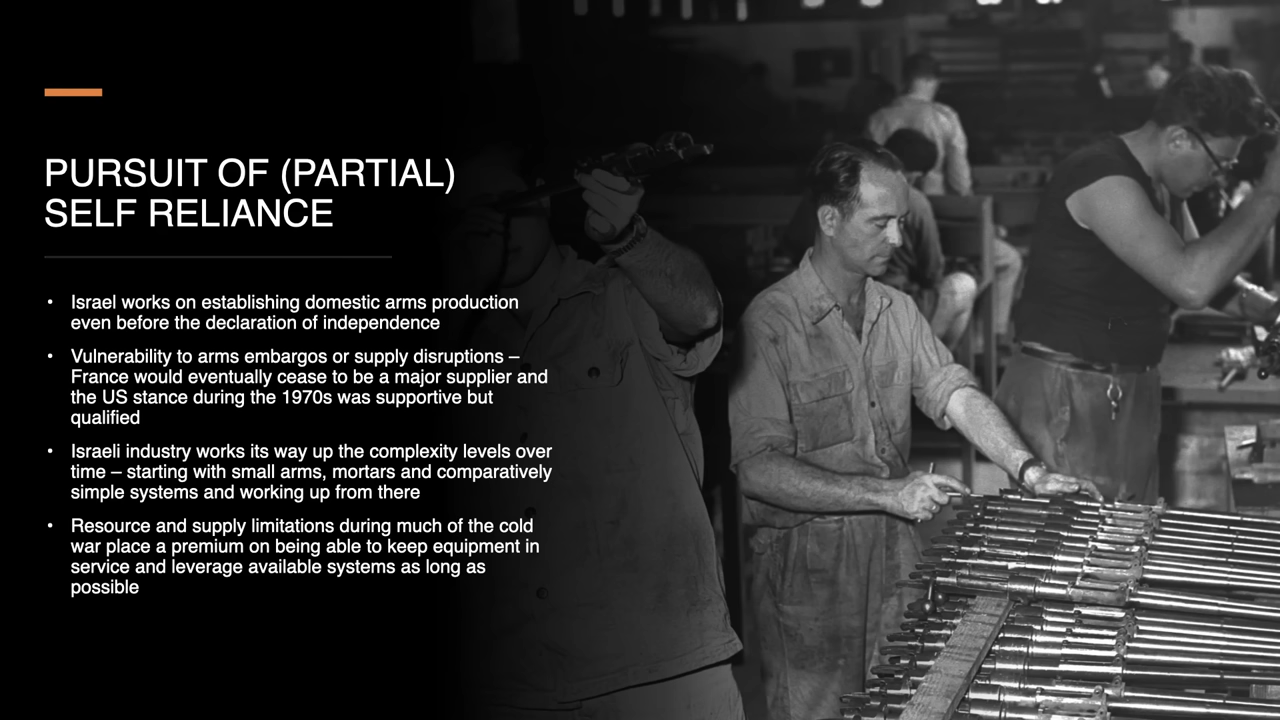 PURSUIT OF (PARTIAL)
SELF RELIANCE
• Israel works on establishing domestic arms production
even before the declaration of independence
• Vulnerability to arms embargos or supply disruptions –
France would eventually cease to be a major supplier and
the US stance during the 1970s was supportive but
qualified
• Israeli industry works its way up the complexity levels over
time – starting with small arms, mortars and comparatively
simple systems and working up from there
• Resource and supply limitations during much of the cold
war place a premium on being able to keep equipment in
service and leverage available systems as long as
possible